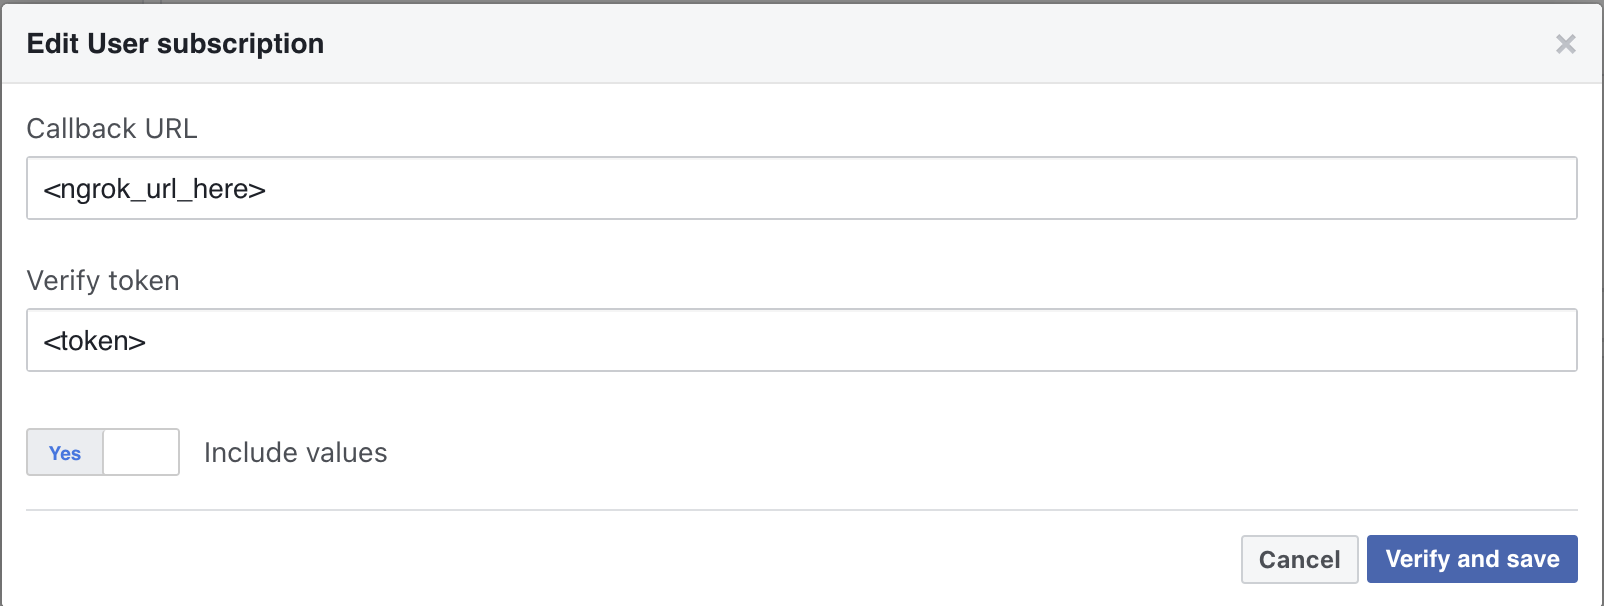 Edit User subscription
×
Callback URL
<ngrok_url_here>
Verify token
<token>
Yes Include values
Cancel Verify and save